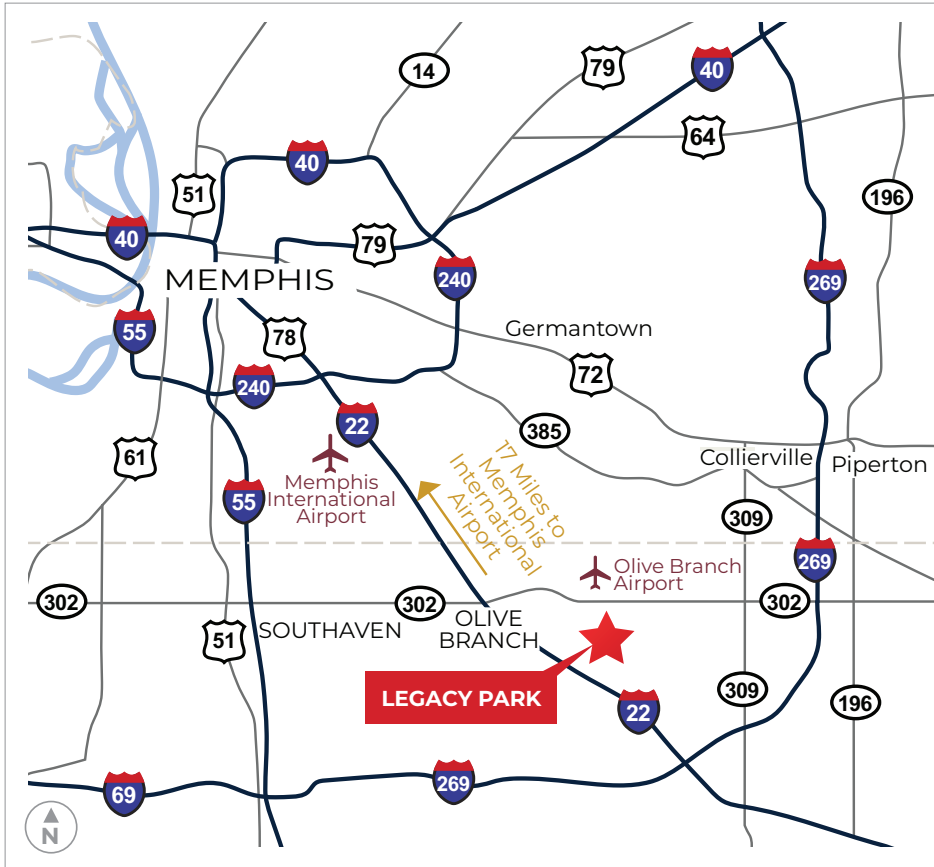 14
79
40
64
40
51
196
40
79
240
269
MEMPHIS
55
78
Germantown
72
240
22
385
61
Memphis
International
Airport
17 Miles to
Memphis
International
Airport
Collierville
Piperton
55
309
269
Olive Branch
Airport
302
302
302
51
SOUTHAVEN
OLIVE
BRANCH
LEGACY PARK
309
196
22
69
269
N